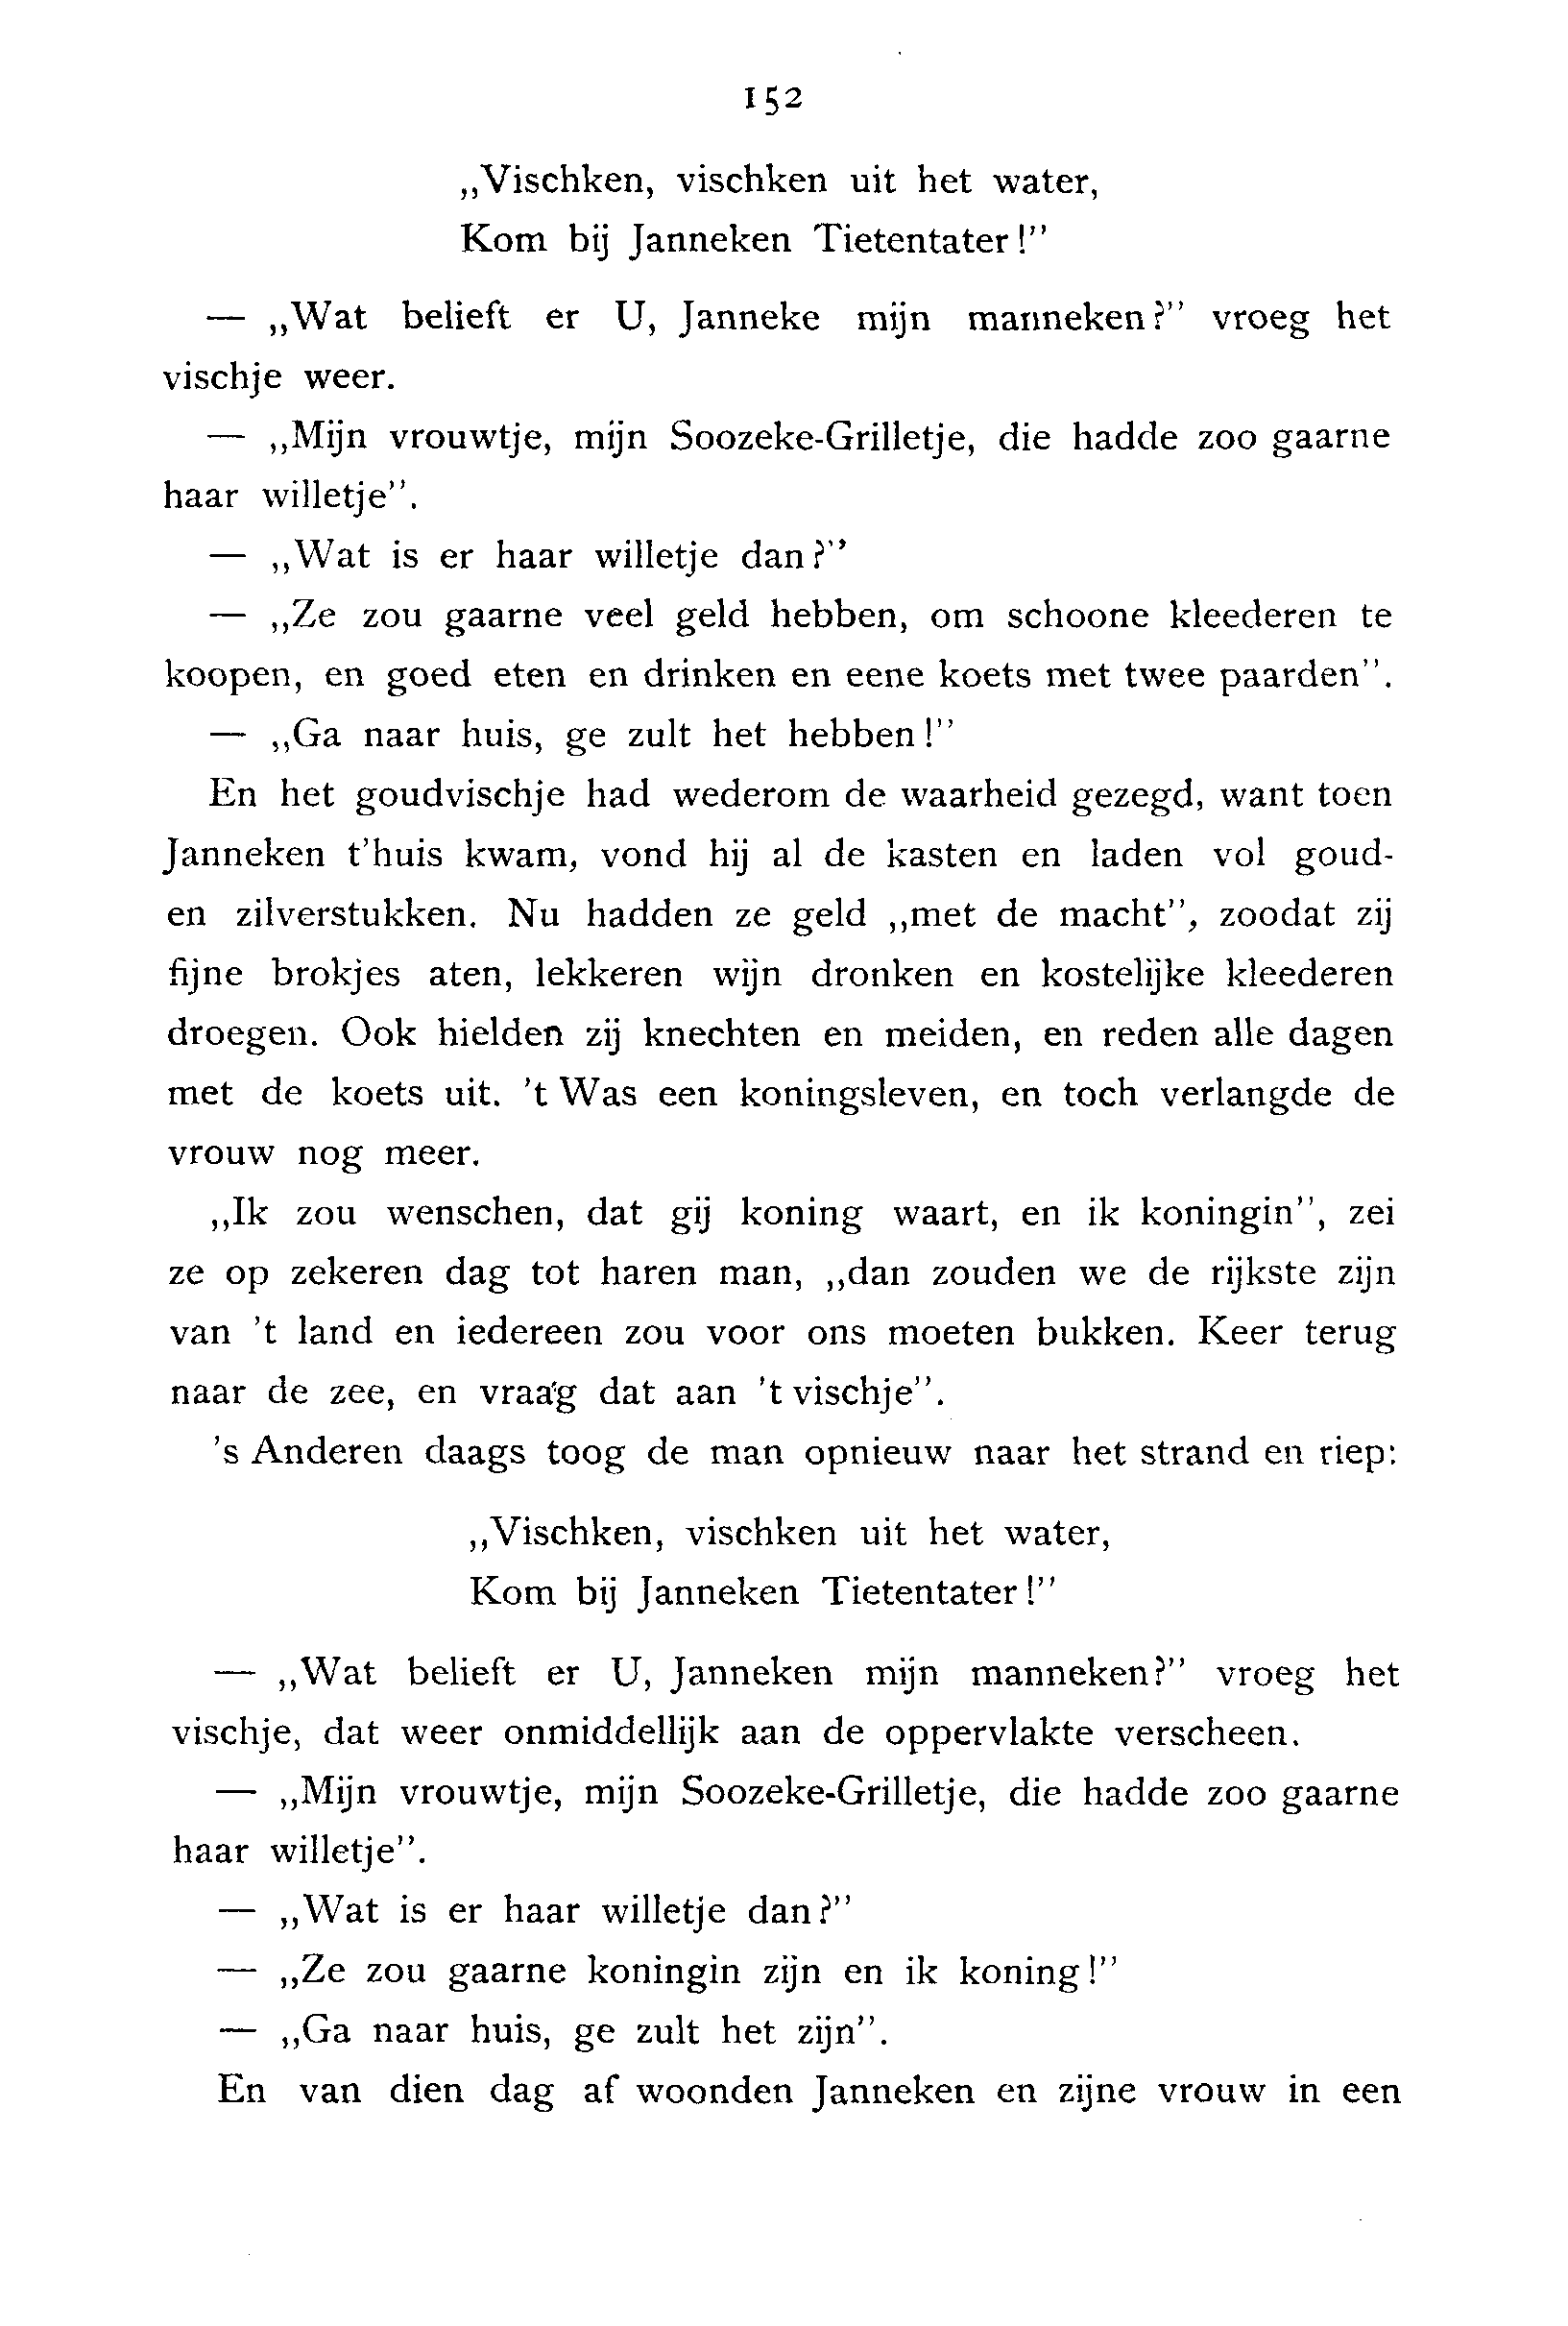 152
„Vischken, vischken uit het water,
Kom bij Janneken Tietentater!”
— „Wat belieft er U, Janneke mijn manneken?” vroeg het
vischje weer.
— „Mijn vrouwtje, mijn Soozeke-Grilletje, die hadde zoo gaarne
haar willetje”.
— „Wat is er haar willetje dan?”
— „Ze zou gaarne veel geld hebben, om schoone kleederen te
koopen, en goed eten en drinken en eene koets met twee paarden”.
— „Ga naar huis, ge zult het hebben!”
En het goudvischje had wederom de waarheid gezegd, want toen
Janneken t’huis kwam, vond hij al de kasten en laden vol goud-
en zilverstukken. Nu hadden ze geld „met de macht”, zoodat zij
fijne brokjes aten, lekkeren wijn dronken en kostelijke kleederen
droegen. Ook hielden zij knechten en meiden, en reden alle dagen
met de koets uit. ’t Was een koningsleven, en toch verlangde de
vrouw nog meer.
„Ik zou wenschen, dat gij koning waart, en ik koningin”, zei
ze op zekeren dag tot haren man, „dan zouden we de rijkste zijn
van ’t land en iedereen zou voor ons moeten bukken. Keer terug
naar de zee, en vraag dat aan ’t vischje”.
’s Anderen daags toog de man opnieuw naar het strand en riep:
„Vischken, vischken uit het water,
Kom bij Janneken Tietentater!”
— „Wat belieft er U, Janneken mijn manneken?” vroeg het
vischje, dat weer onmiddellijk aan de oppervlakte verscheen.
— „Mijn vrouwtje, mijn Soozeke-Grilletje, die hadde zoo gaarne
haar willetje”.
— „Wat is er haar willetje dan?”
— „Ze zou gaarne koningin zijn en ik koning!”
— „Ga naar huis, ge zult het zijn”.
En van dien dag af woonden Janneken en zijne vrouw in een